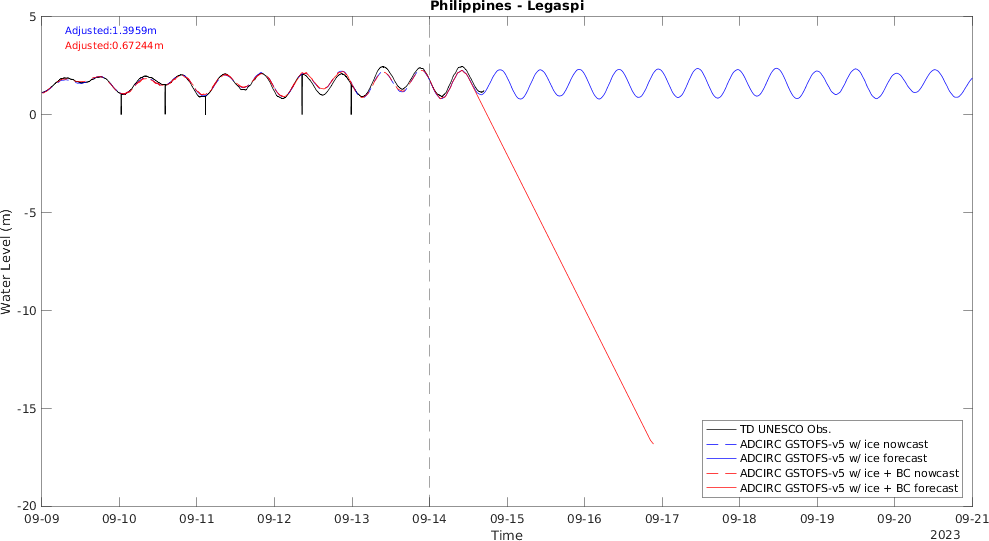 Philippines - Legaspi
Adjusted:1.3959m
Adjusted:0.67244m
Water Level (m)
5
0
-5
-10
-15
-20
TD UNESCO Obs.
ADCIRC GSTOFS-v5 w/ ice nowcast
ADCIRC GSTOFS-v5 w/ ice forecast
ADCIRC GSTOFS-v5 w/ ice + BC nowcast
ADCIRC GSTOFS-v5 w/ ice + BC forecast
09-09 09-10 09-11 09-12 09-13 09-14 09-15 09-16 09-17 09-18 09-19 09-20 09-21
Time
2023